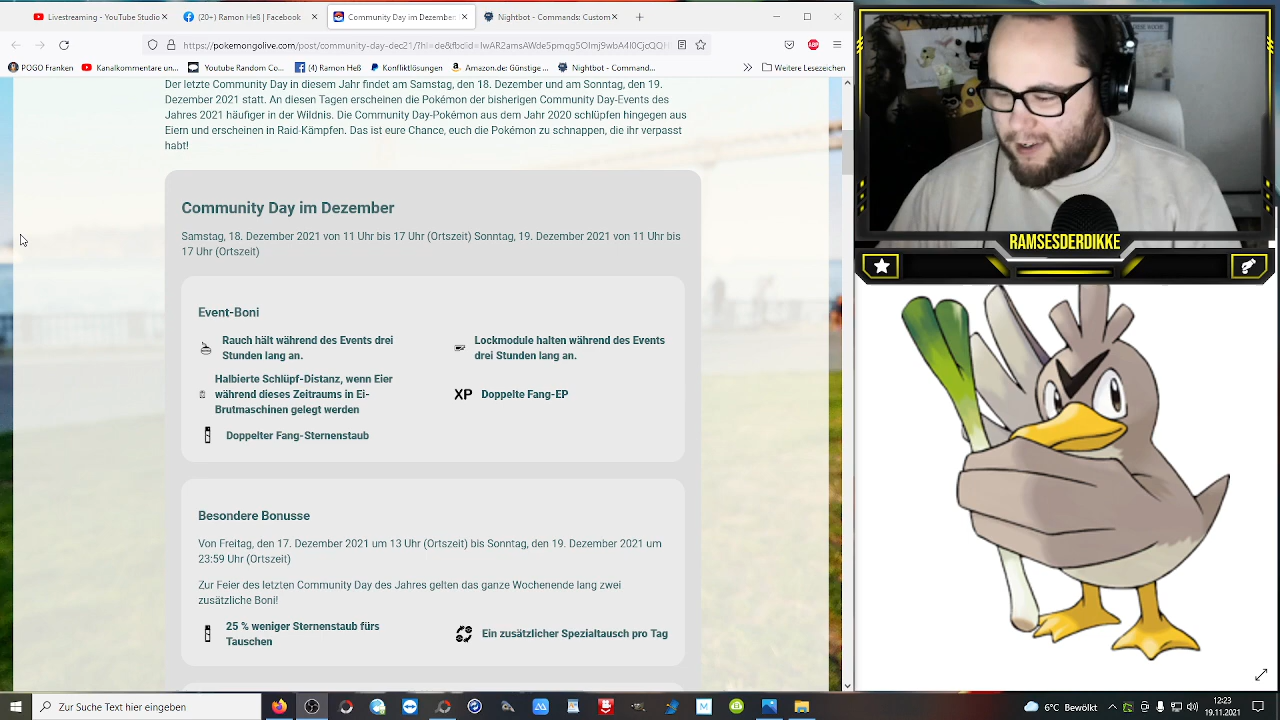 Livestreaming - YouTube S
(20+) Ramon Heß | Facebook
Community Day im Dezember
Nightbot - Commands: Custom
POGO Franken
Kanalkommentare -...
Youtube Random Co...
(4) Ramon Heß
Konfliktlösungen
Amazon.de: Günstig...
Nightbot - Command...
Weitere Lesezeichen
Der letzte Community Day in diesem Jahr findet am Samstag, den 18. Dezember und am Sonntag, den 19.
Dezember 2021 statt. An diesen Tagen erscheinen die Pokémon der bisherigen Community Day-Events des
Jahres 2021 häufiger in der Wildnis. Die Community Day-Pokémon aus dem Jahr 2020 schlüpfen hingegen aus
Eiern und erscheinen in Raid-Kämpfen. Das ist eure Chance, euch die Pokémon zu schnappen, die ihr verpasst
habt!
Community Day im Dezember
Samstag, 18. Dezember 2021 von 11 Uhr bis 17 Uhr (Ortszeit) Sonntag, 19. Dezember 2021 von 11 Uhr bis
17 Uhr (Ortszeit)
Event-Boni
Rauch hält während des Events drei
Stunden lang an.
Lockmodule halten während des Events
drei Stunden lang an.
Halbierte Schlüpf-Distanz, wenn Eier
während dieses Zeitraums in Ei-
Brutmaschinen gelegt werden
XP Doppelte Fang-EP
Doppelter Fang-Sternenstaub
Besondere Bonusse
Von Freitag, den 17. Dezember 2021 um 13 Uhr (Ortszeit) bis Sonntag, den 19. Dezember 2021 um
23:59 Uhr (Ortszeit)
Zur Feier des letzten Community Day des Jahres gelten das ganze Wochenende lang zwei
zusätzliche Boni!
25 % weniger Sternenstaub fürs
Tauschen
Ein zusätzlicher Spezialtausch pro Tag
RAMSESDERDIKKE
Zur Suche Text hier eingeben
6°C Bewölkt
12:23
19.11.2021